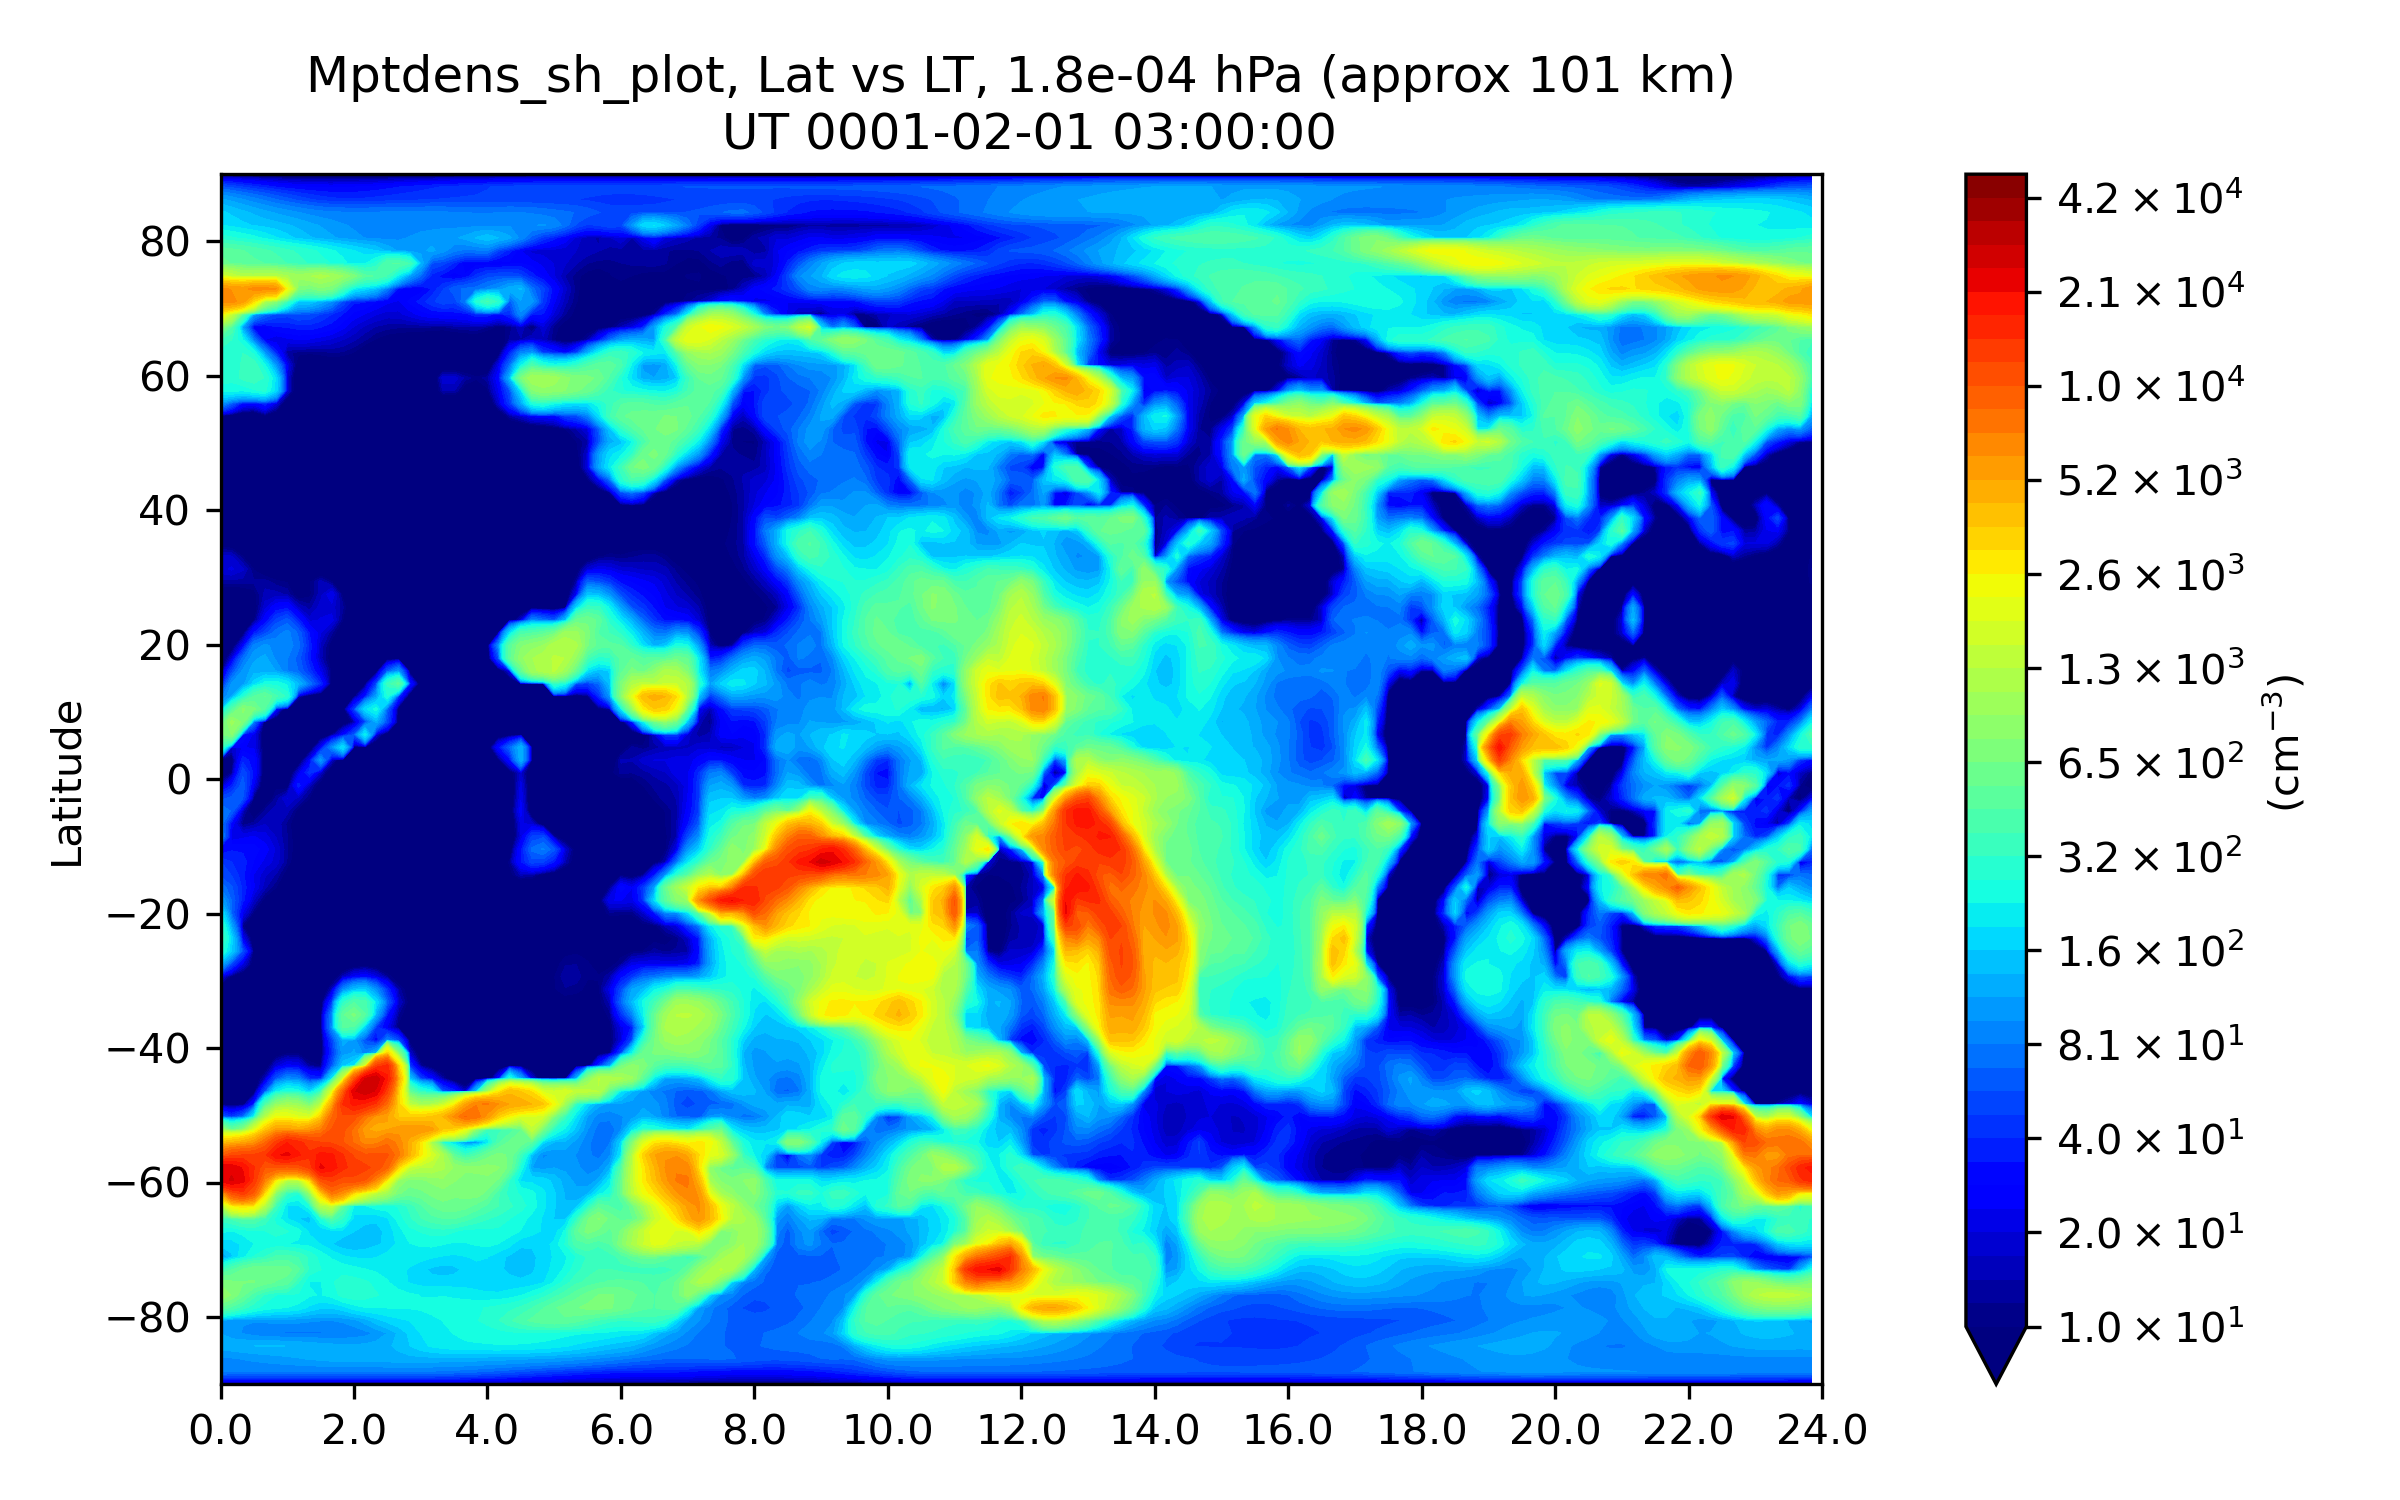 Mptdens_sh_plot, Lat vs LT, 1.8e-04 hPa (approx 101 km)
UT 0001-02-01 03:00:00
Latitude
80
60
40
20
0
−20
−40
−60
−80
0.0 2.0 4.0 6.0 8.0 10.0 12.0 14.0 16.0 18.0 20.0 22.0 24.0
4.2 × 10⁴
2.1 × 10⁴
1.0 × 10⁴
5.2 × 10³
2.6 × 10³
1.3 × 10³
6.5 × 10²
3.2 × 10²
1.6 × 10²
8.1 × 10¹
4.0 × 10¹
2.0 × 10¹
1.0 × 10¹
(cm⁻³)